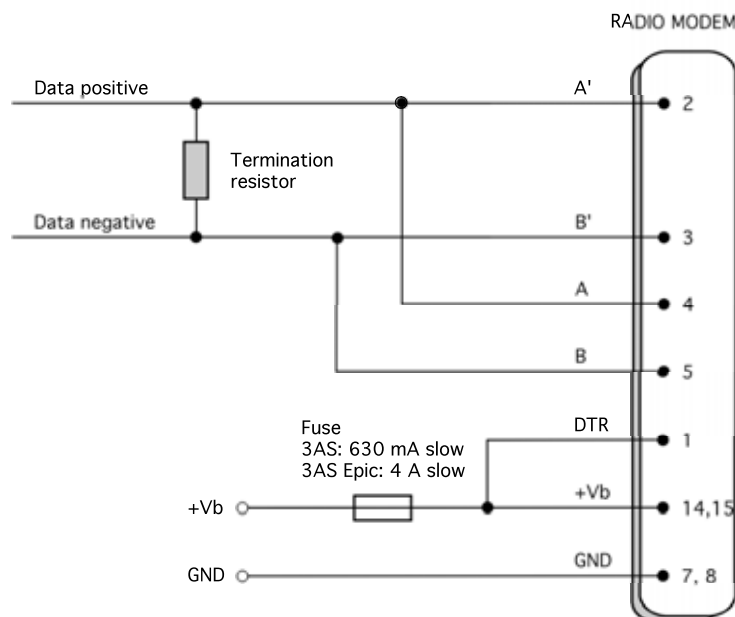 RADIO MODEM
Data positive
A'
2
Termination
resistor
Data negative
B'
3
A
4
B
5
Fuse
3AS: 630 mA slow
3AS Epic: 4 A slow
DTR
1
+Vb
+Vb
14,15
GND
GND
7, 8